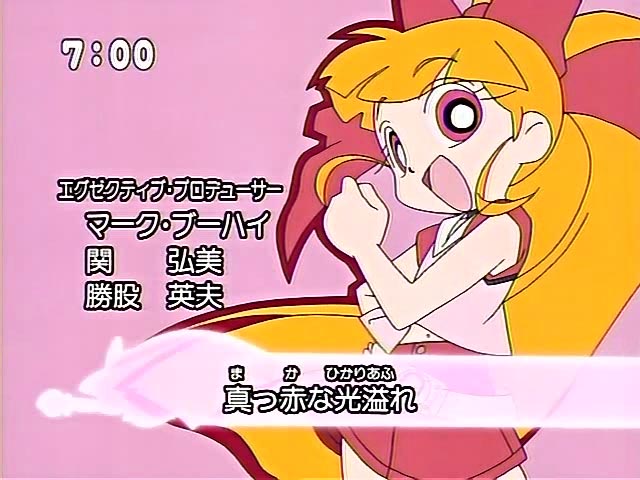 7:00
エグゼクティブ・プロデューサー
マーク・ブーハイ
関　弘美
勝股　英夫
ま　か　ひかりあふ
真っ赤な光溢れ